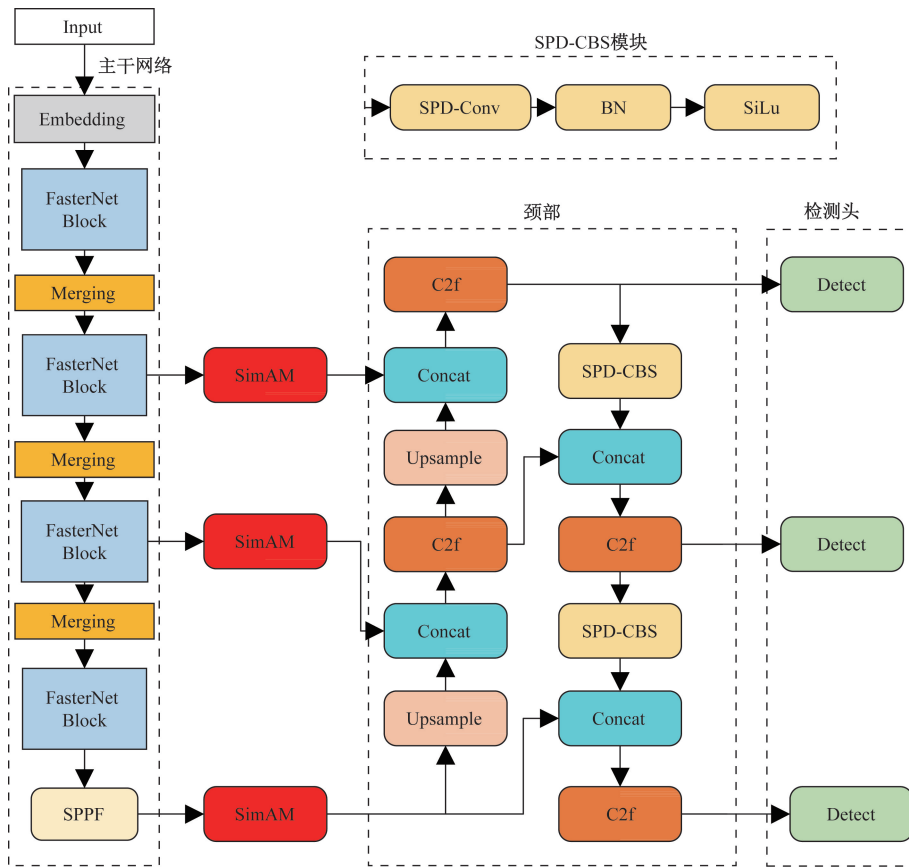 Input
主干网络
Embedding
FasterNet
Block
Merging
FasterNet
Block
Merging
FasterNet
Block
Merging
FasterNet
Block
SPPF
SimAM
SimAM
SimAM
SPD-CBS模块
SPD-Conv
BN
SiLu
颈部
C2f
Concat
Upsample
C2f
Concat
Upsample
SPD-CBS
Concat
C2f
SPD-CBS
Concat
C2f
检测头
Detect
Detect
Detect